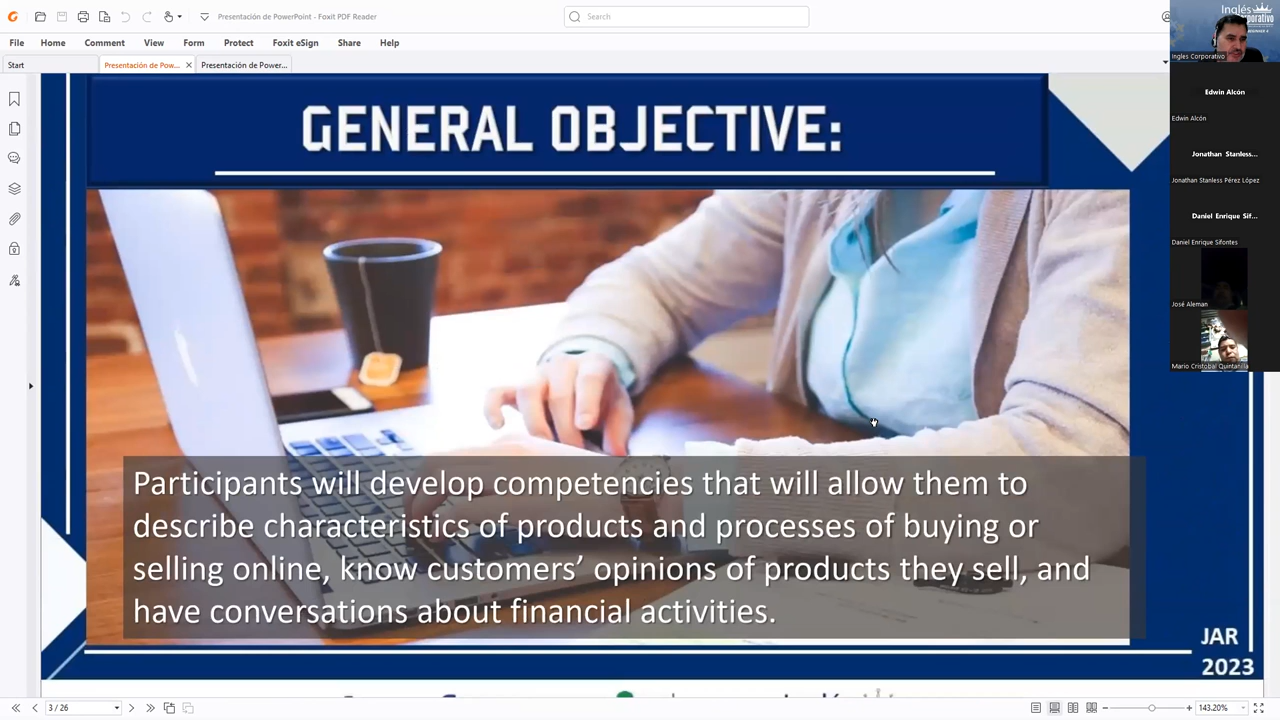 Presentación de PowerPoint - Foxit PDF Reader
Search
File Home Comment View Form Protect Foxit eSign Share Help
Start
Presentación de Pow...
Presentación de Power...
GENERAL OBJECTIVE:
Participants will develop competencies that will allow them to
describe characteristics of products and processes of buying or
selling online, know customers' opinions of products they sell, and
have conversations about financial activities.
JAR
2023
Inglés
Corporativo
ingles Corporativo
Edwin Alcón
Edwin Alcón
Jonathan Stanless...
Jonathan Stanless Pérez López
Daniel Enrique Sif...
Daniel Enrique Sifontes
José Aleman
Mario Cristobal Quintanilla
3 / 26
143.20%